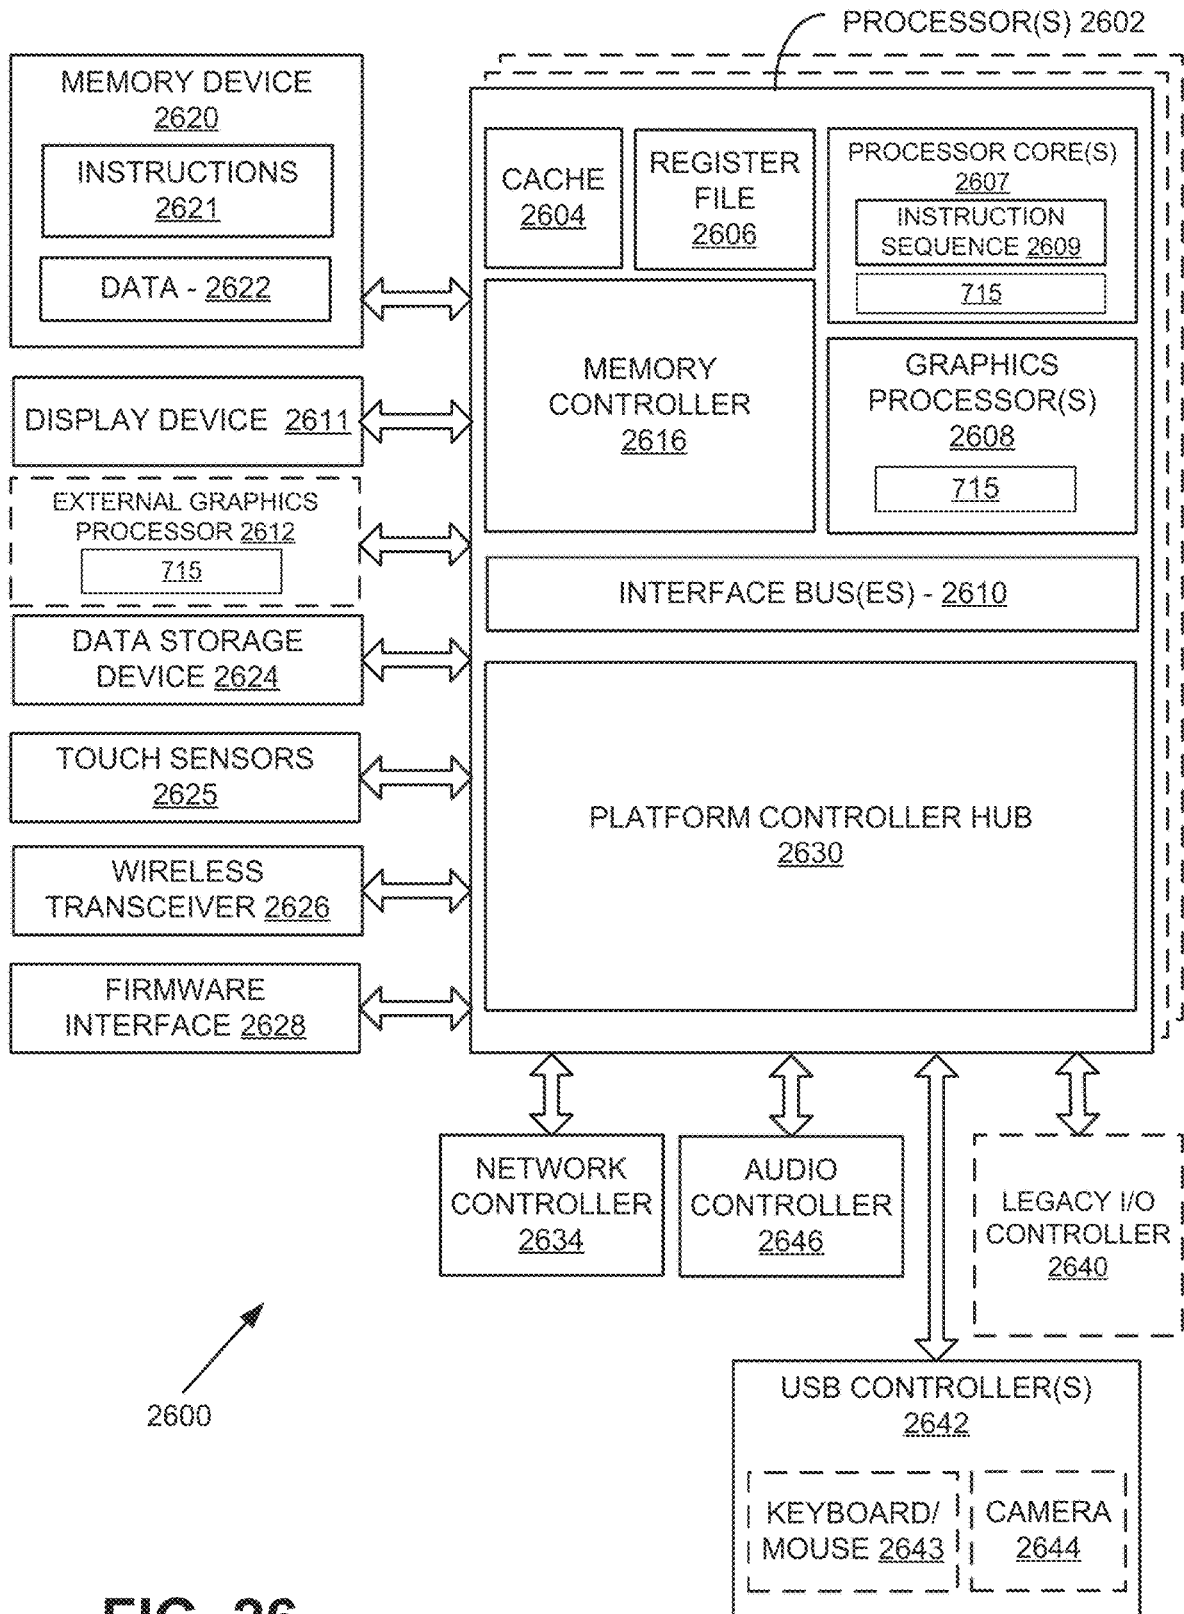 PROCESSOR(S) 2602
MEMORY DEVICE
2620
INSTRUCTIONS
2621
DATA - 2622
DISPLAY DEVICE 2611
EXTERNAL GRAPHICS
PROCESSOR 2612
715
DATA STORAGE
DEVICE 2624
TOUCH SENSORS
2625
WIRELESS
TRANSCEIVER 2626
FIRMWARE
INTERFACE 2628
CACHE
2604
REGISTER
FILE
2606
PROCESSOR CORE(S)
2607
INSTRUCTION
SEQUENCE 2609
715
MEMORY
CONTROLLER
2616
GRAPHICS
PROCESSOR(S)
2608
715
INTERFACE BUS(ES) - 2610
PLATFORM CONTROLLER HUB
2630
NETWORK
CONTROLLER
2634
AUDIO
CONTROLLER
2646
LEGACY I/O
CONTROLLER
2640
2600
USB CONTROLLER(S)
2642
KEYBOARD/
MOUSE 2643
CAMERA
2644
FIG. 26